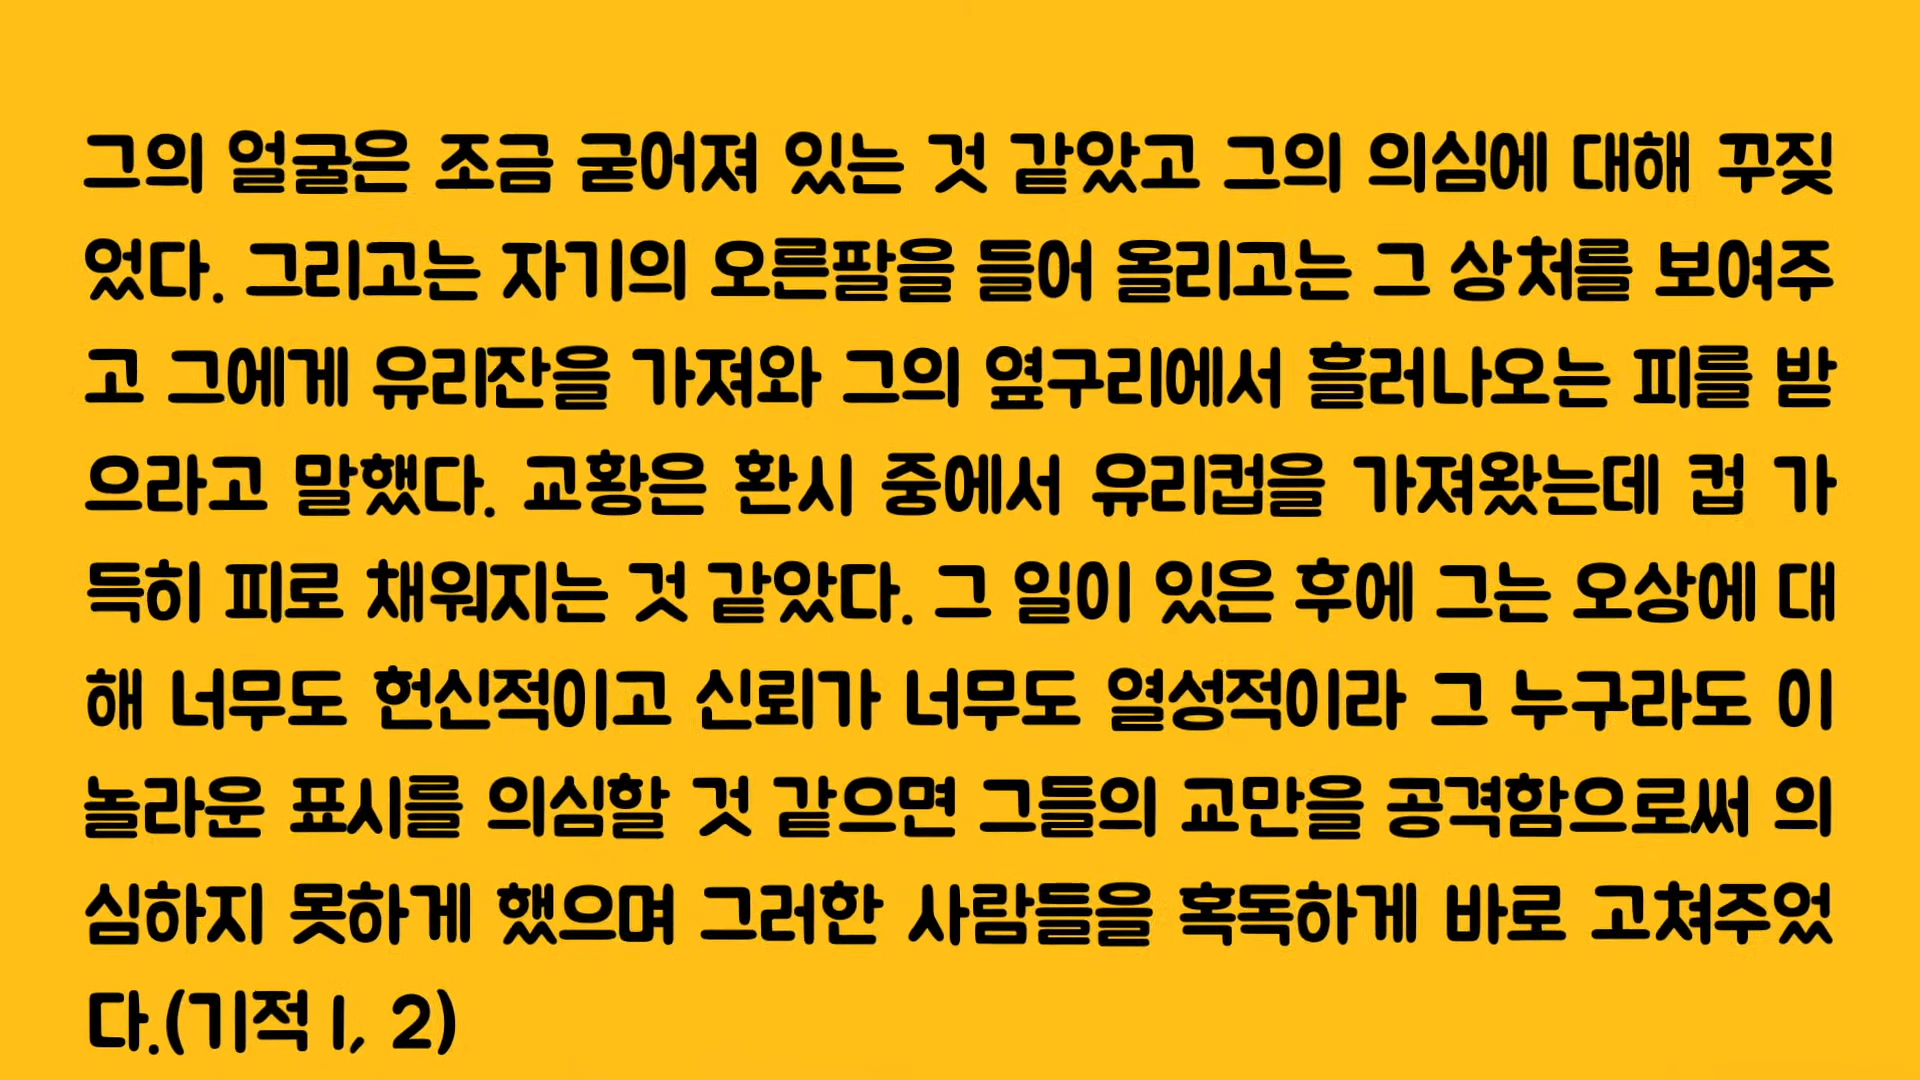 그의 얼굴은 조금 굳어져 있는 것 같았고 그의 의심에 대해 꾸짖
었다. 그리고는 자기의 오른팔을 들어 올리고는 그 상처를 보여주
고 그에게 유리잔을 가져와 그의 옆구리에서 흘러나오는 피를 받
으라고 말했다. 교황은 환시 중에서 유리컵을 가져왔는데 컵 가
득히 피로 채워지는 것 같았다. 그 일이 있은 후에 그는 오상에 대
해 너무도 헌신적이고 신뢰가 너무도 열성적이라 그 누구라도 이
놀라운 표시를 의심할 것 같으면 그들의 교만을 공격함으로써 의
심하지 못하게 했으며 그러한 사람들을 혹독하게 바로 고쳐주었
다.(기적 I, 2)